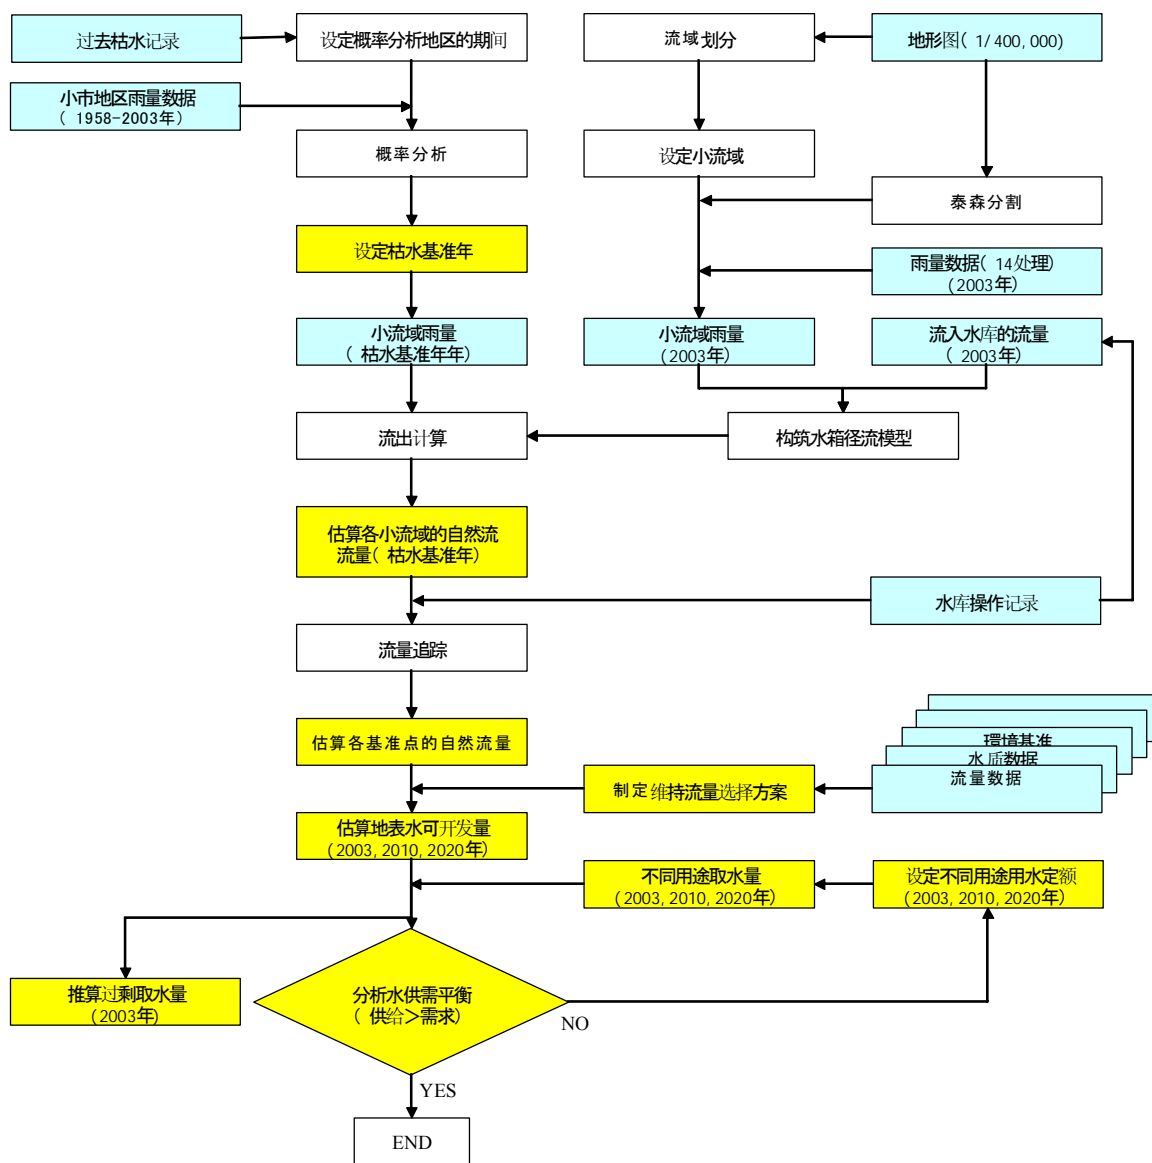 过去枯水记录
设定概率分析地区的期间
流域划分
地形图( 1/400,000)
小市地区雨量数据
( 1958-2003年)
概率分析
设定小流域
泰森分割
设定枯水基准年
雨量数据( 14处理)
(2003年)
小流域雨量
( 枯水基准年年)
小流域雨量
(2003年)
流入水库的流量
( 2003年)
流出计算
构筑水箱径流模型
估算各小流域的自然流
流量( 枯水基准年)
水库操作记录
流量追踪
估算各基准点的自然流量
環境基准
水质数据
流量数据
制定维持流量选择方案
估算地表水可开发量
(2003,2010,2020年)
不同用途取水量
(2003,2010,2020年)
设定不同用途用水定额
(2003,2010,2020年)
推算过剩取水量
(2003年)
分析水供需平衡
( 供给＞需求)
NO
YES
END